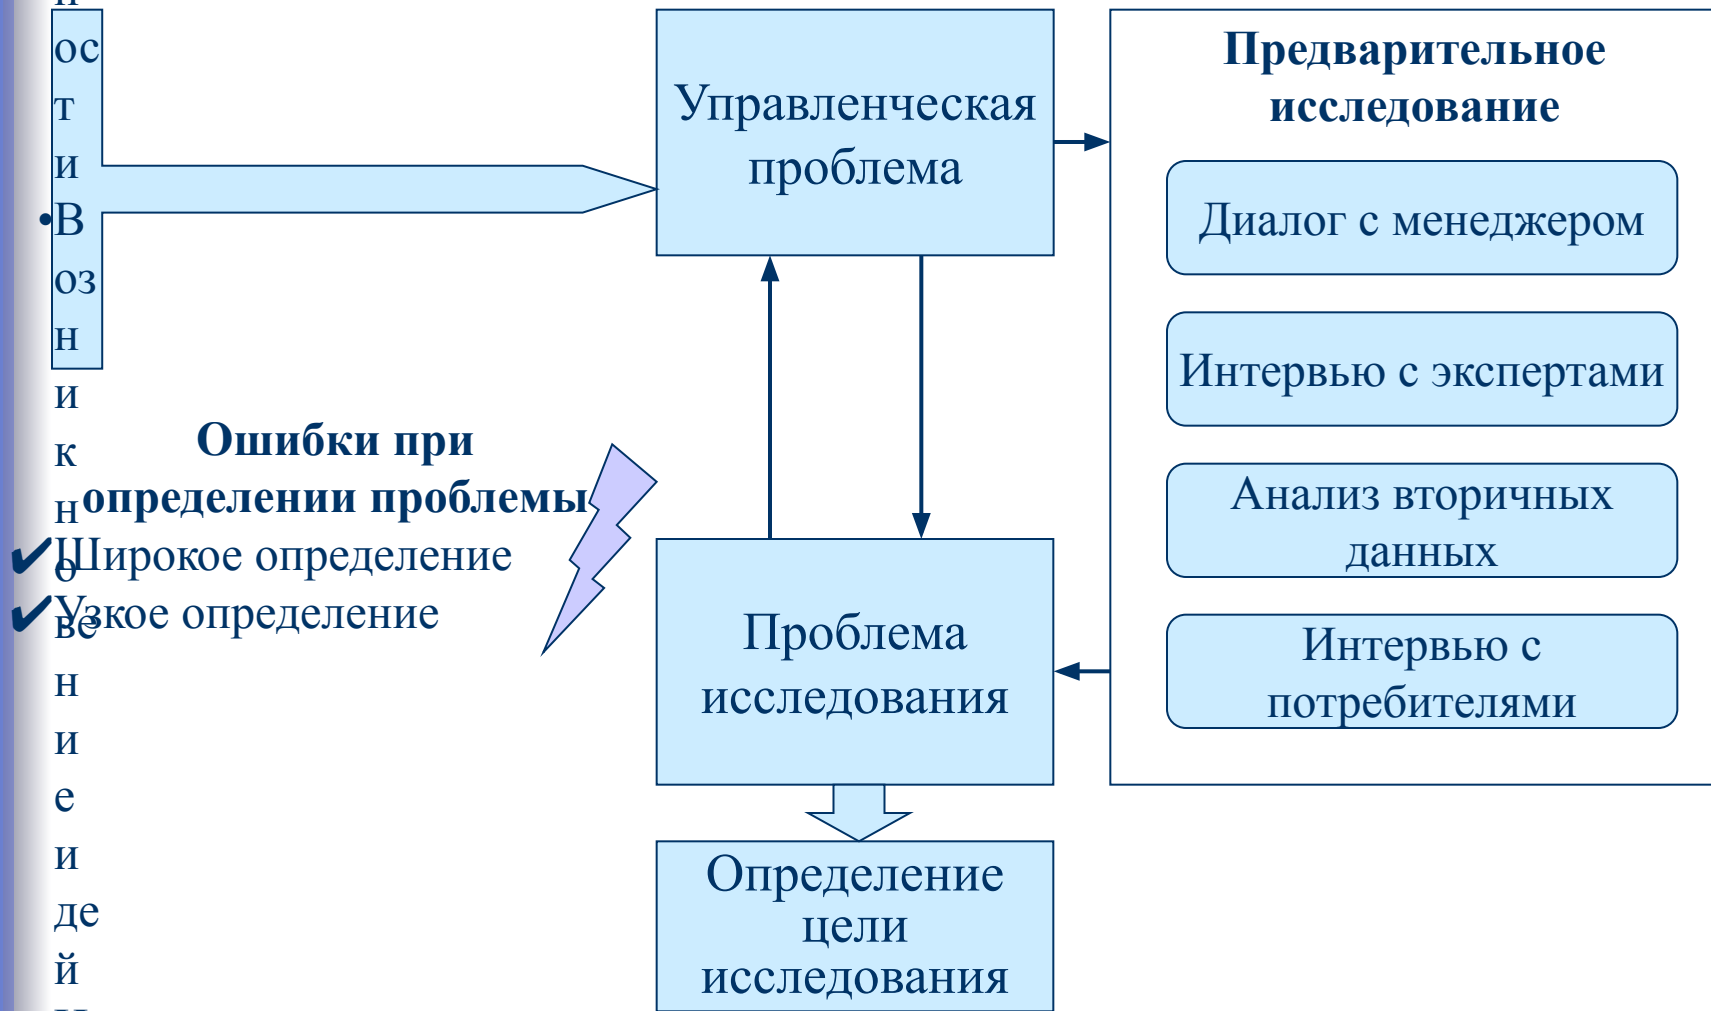 ос
т
и
•В
оз
н
и
к
н
о
ве
н
и
е
и
де
й
Управленческая
проблема
Ошибки при
определении проблемы
✔Широкое определение
✔Узкое определение
Проблема
исследования
Определение
цели
исследования
Предварительное
исследование
Диалог с менеджером
Интервью с экспертами
Анализ вторичных
данных
Интервью с
потребителями